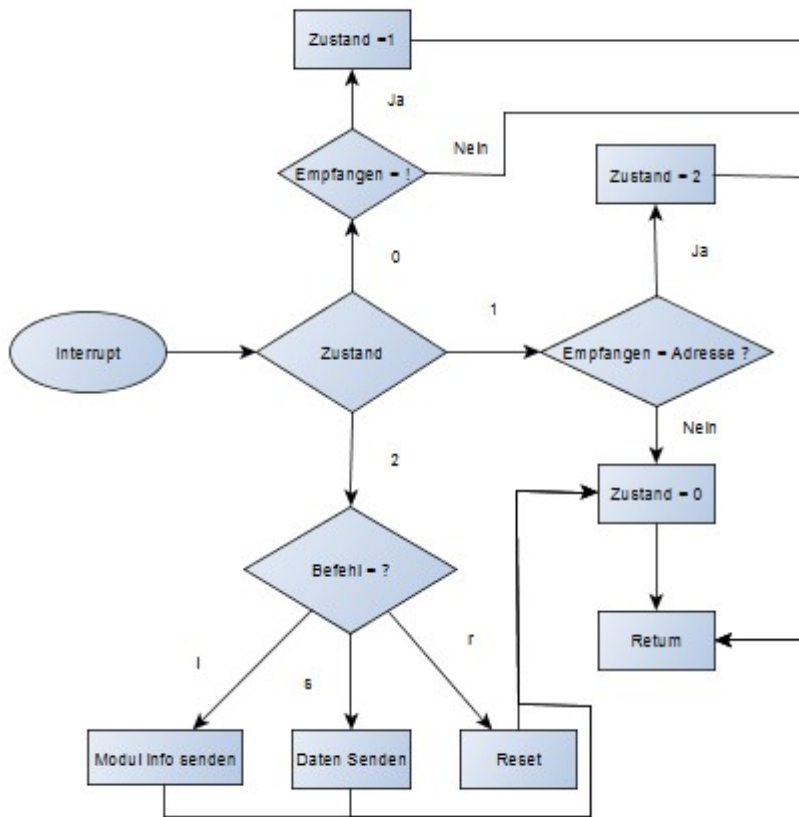 Zustand =1
Ja
Nein
Empfangen = !
Zustand = 2
Ja
0
1
Interrupt
Zustand
Empfangen = Adresse ?
Nein
2
Zustand = 0
Befehl = ?
Return
I
s
r
Modul Info senden
Daten Senden
Reset